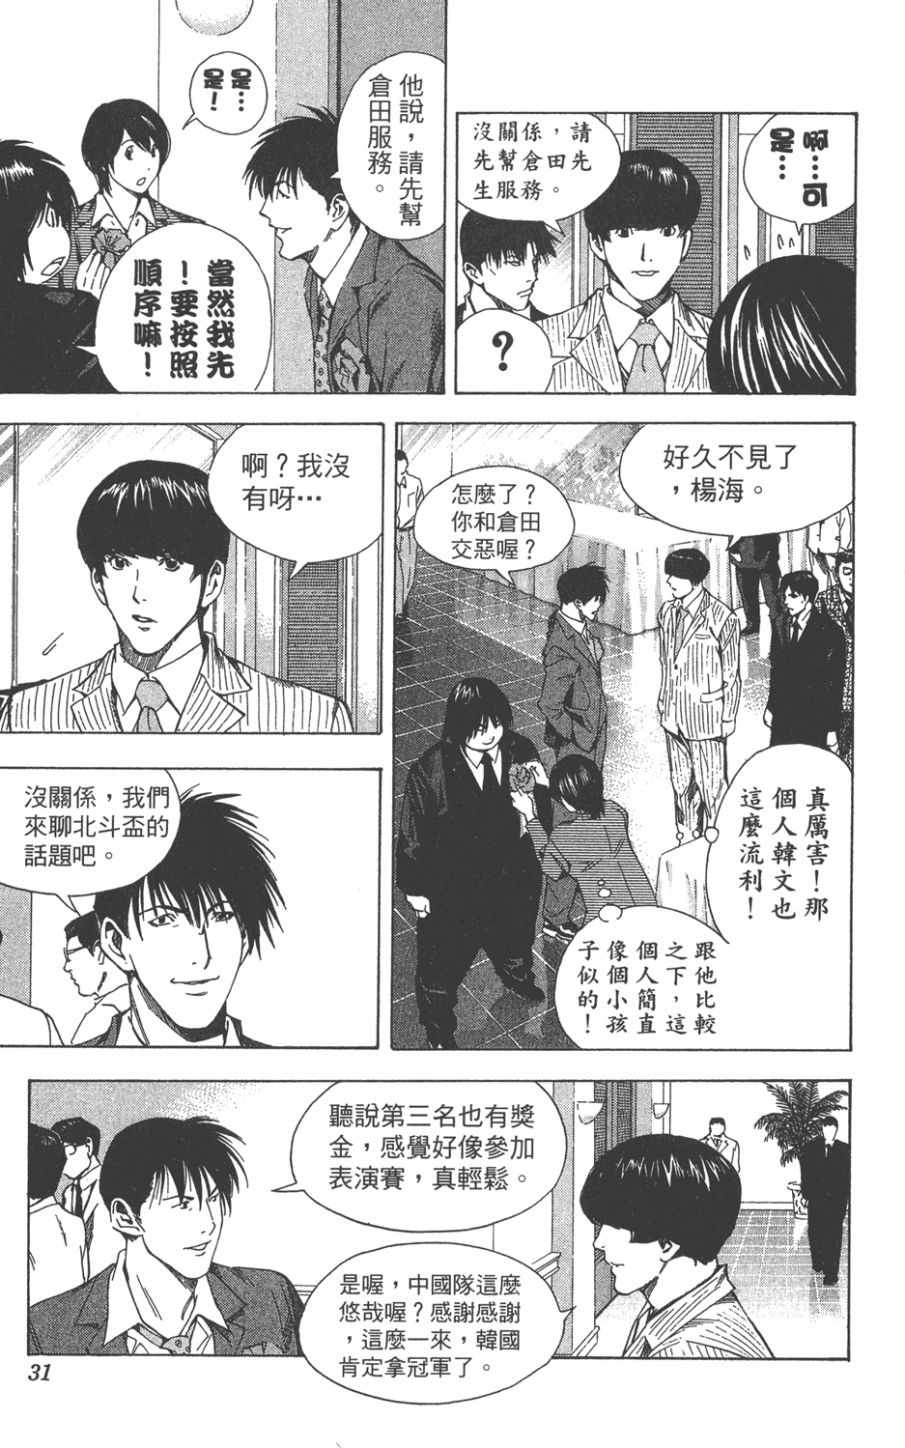 啊…可
是…
沒關係，請
先幫倉田先
生服務。
？
他說，請先幫
倉田服務。
是…
是！
當然我先
！要按照
順序嘛！
好久不見了
，楊海。
怎麼了？
你和倉田
交惡喔？
真厲害！那
個人韓文也
這麼流利！
跟他比較
之下，這
個人簡直
像個小孩
子似的！
啊？我沒
有呀…
沒關係，我們
來聊北斗盃的
話題吧。
聽說第三名也有獎
金，感覺好像參加
表演賽，真輕鬆。
是喔，中國隊這麼
悠哉喔？感謝感謝
，這麼一來，韓國
肯定拿冠軍了。
31